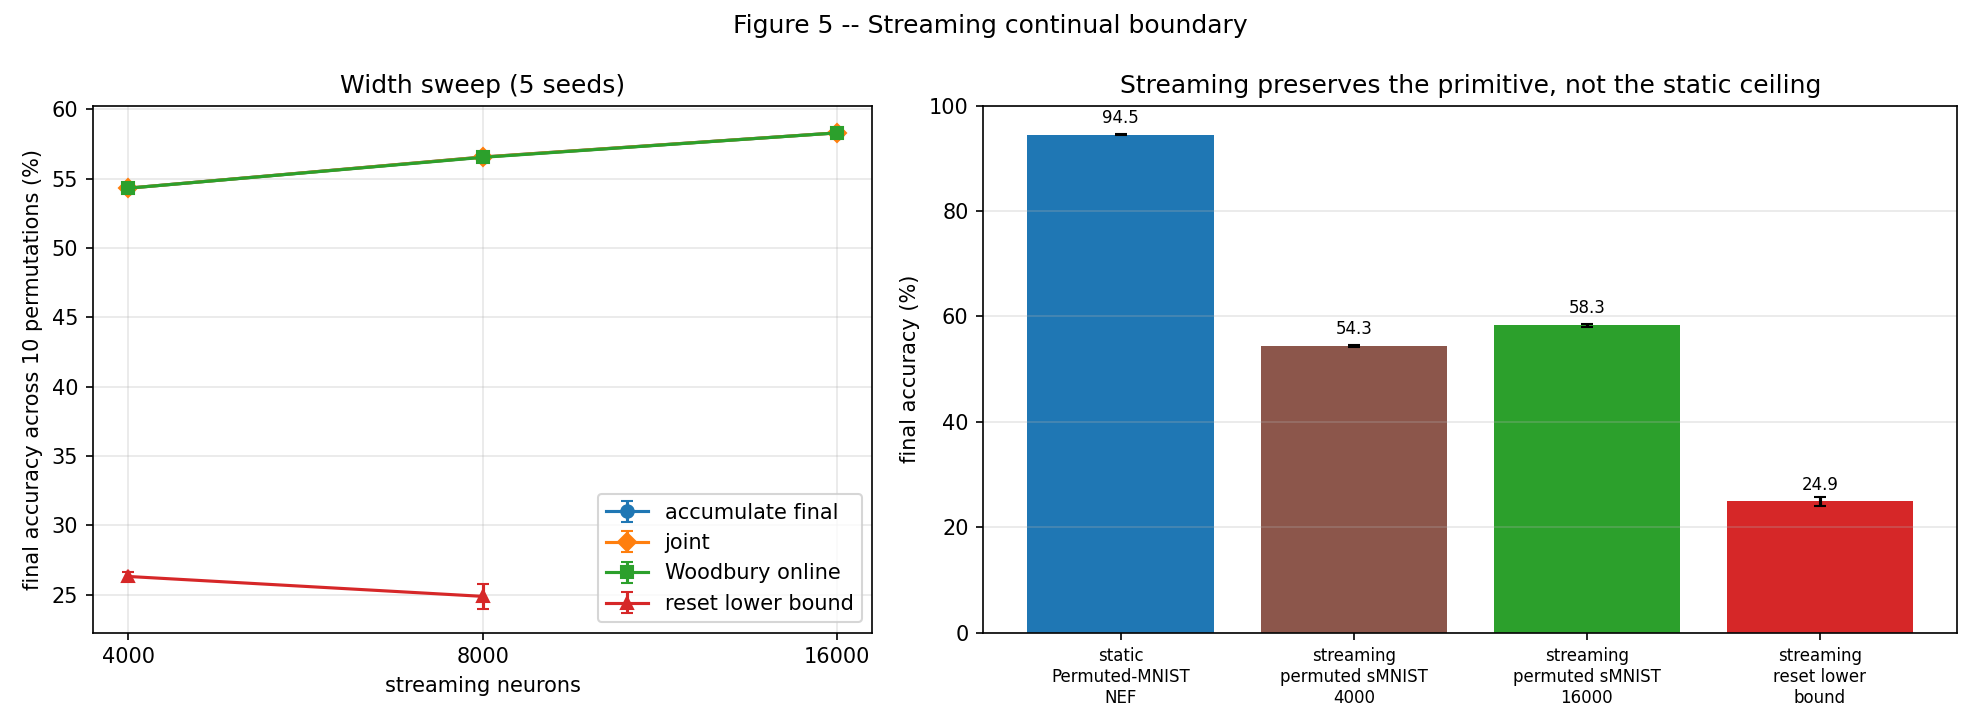 Figure 5 -- Streaming continual boundary
Width sweep (5 seeds)
final accuracy across 10 permutations (%)
60
55
50
45
40
35
30
25
4000
8000
16000
streaming neurons
accumulate final
joint
Woodbury online
reset lower bound
Streaming preserves the primitive, not the static ceiling
final accuracy (%)
100
80
60
40
20
0
94.5
54.3
58.3
24.9
static
Permuted-MNIST
NEF
streaming
permuted sMNIST
4000
streaming
permuted sMNIST
16000
streaming
reset lower
bound